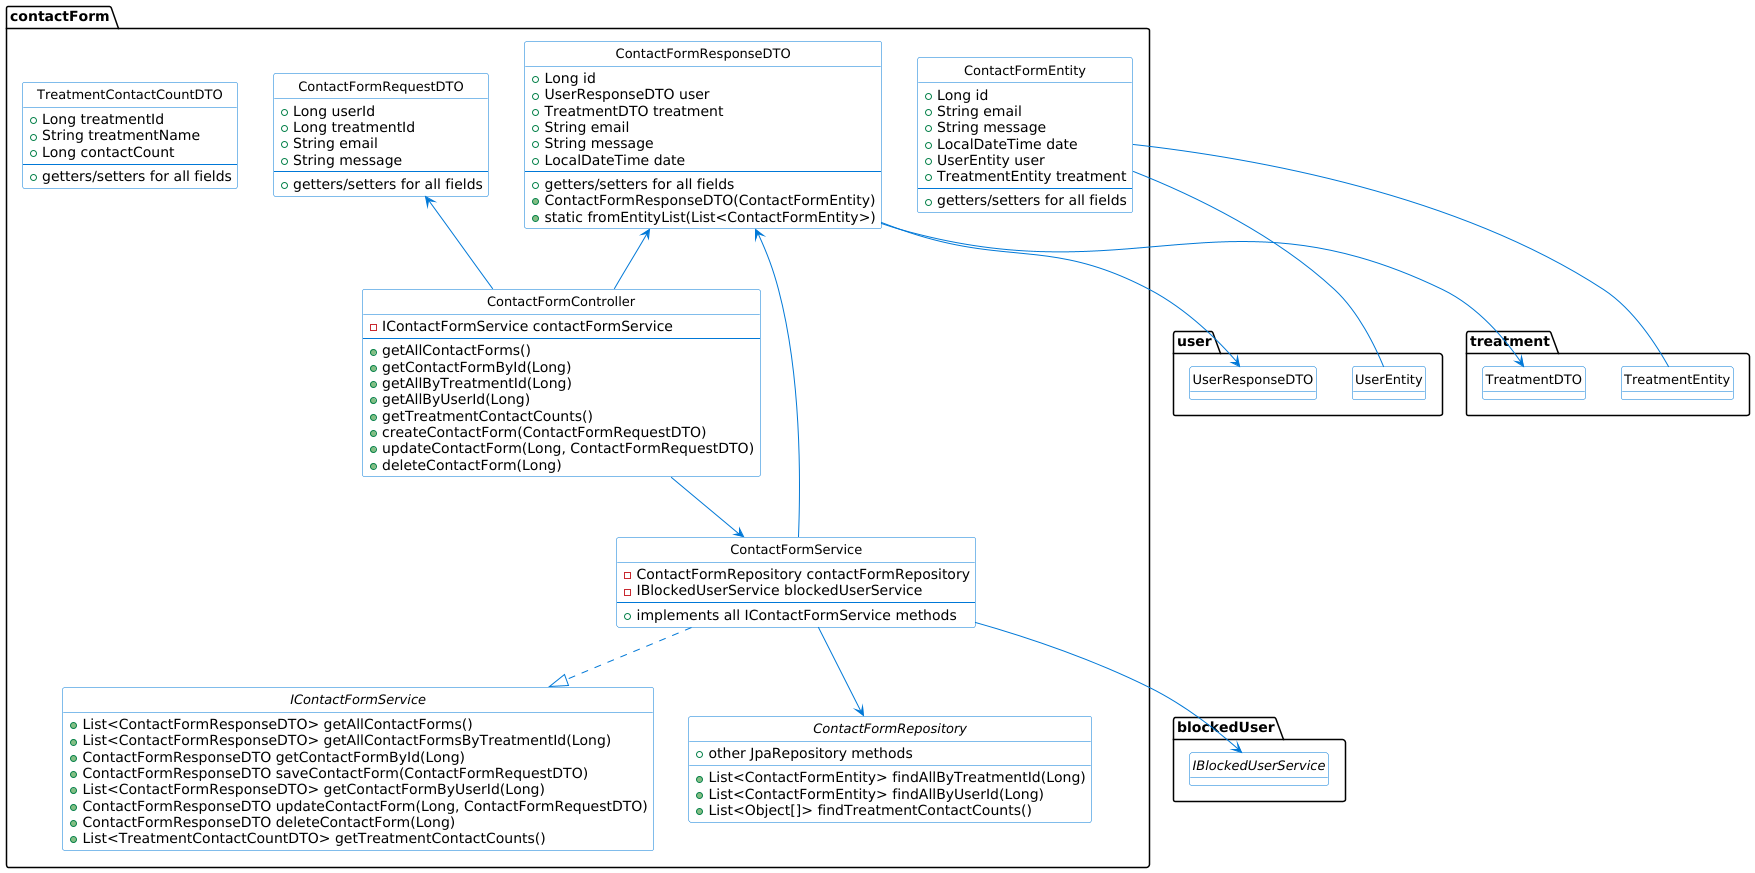 contactForm
TreatmentContactCountDTO
Long treatmentId
String treatmentName
Long contactCount
getters/setters for all fields
ContactFormRequestDTO
Long userId
Long treatmentId
String email
String message
getters/setters for all fields
ContactFormResponseDTO
Long id
UserResponseDTO user
TreatmentDTO treatment
String email
String message
LocalDateTime date
getters/setters for all fields
ContactFormResponseDTO(ContactFormEntity)
static fromEntityList(List<ContactFormEntity>)
ContactFormEntity
Long id
String email
String message
LocalDateTime date
UserEntity user
TreatmentEntity treatment
getters/setters for all fields
ContactFormController
IContactFormService contactFormService
getAllContactForms()
getContactFormById(Long)
getAllByTreatmentId(Long)
getAllByUserId(Long)
getTreatmentContactCounts()
createContactForm(ContactFormRequestDTO)
updateContactForm(Long, ContactFormRequestDTO)
deleteContactForm(Long)
user
UserResponseDTO
UserEntity
treatment
TreatmentDTO
TreatmentEntity
ContactFormService
ContactFormRepository contactFormRepository
IBlockedUserService blockedUserService
implements all IContactFormService methods
IContactFormService
List<ContactFormResponseDTO> getAllContactForms()
List<ContactFormResponseDTO> getAllContactFormsByTreatmentId(Long)
ContactFormResponseDTO getContactFormById(Long)
ContactFormResponseDTO saveContactForm(ContactFormRequestDTO)
List<ContactFormResponseDTO> getContactFormByUserId(Long)
ContactFormResponseDTO updateContactForm(Long, ContactFormRequestDTO)
ContactFormResponseDTO deleteContactForm(Long)
List<TreatmentContactCountDTO> getTreatmentContactCounts()
ContactFormRepository
other JpaRepository methods
List<ContactFormEntity> findAllByTreatmentId(Long)
List<ContactFormEntity> findAllByUserId(Long)
List<Object[]> findTreatmentContactCounts()
blockedUser
IBlockedUserService